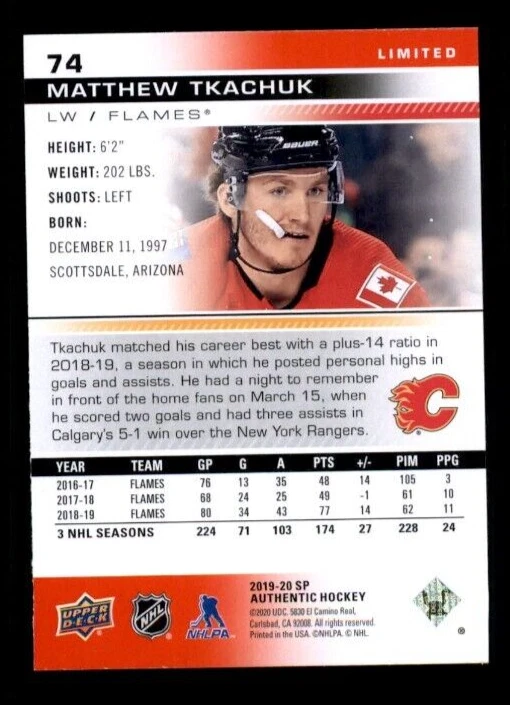 74
LIMITED
MATTHEW TKACHUK
LW / FLAMES®
HEIGHT: 6'2"
WEIGHT: 202 LBS.
SHOOTS: LEFT
BORN:
DECEMBER 11, 1997
SCOTTSDALE, ARIZONA
BAUER
Tkachuk matched his career best with a plus-14 ratio in
2018-19, a season in which he posted personal highs in
goals and assists. He had a night to remember
in front of the home fans on March 15, when
he scored two goals and had three assists in
Calgary's 5-1 win over the New York Rangers.
C
YEAR TEAM GP G A PTS +/- PIM PPG
2016-17 FLAMES 76 13 35 48 14 105 3
2017-18 FLAMES 68 24 25 49 -1 61 10
2018-19 FLAMES 80 34 43 77 14 62 11
3 NHL SEASONS 224 71 103 174 27 228 24
UPPER DECK
NHL
NHLPA
2019-20 SP
AUTHENTIC HOCKEY
©2020 UDC. 5830 El Camino Real,
Carlsbad, CA 92008. All rights reserved.
Printed in the USA. ©NHLPA. © NHL.
®